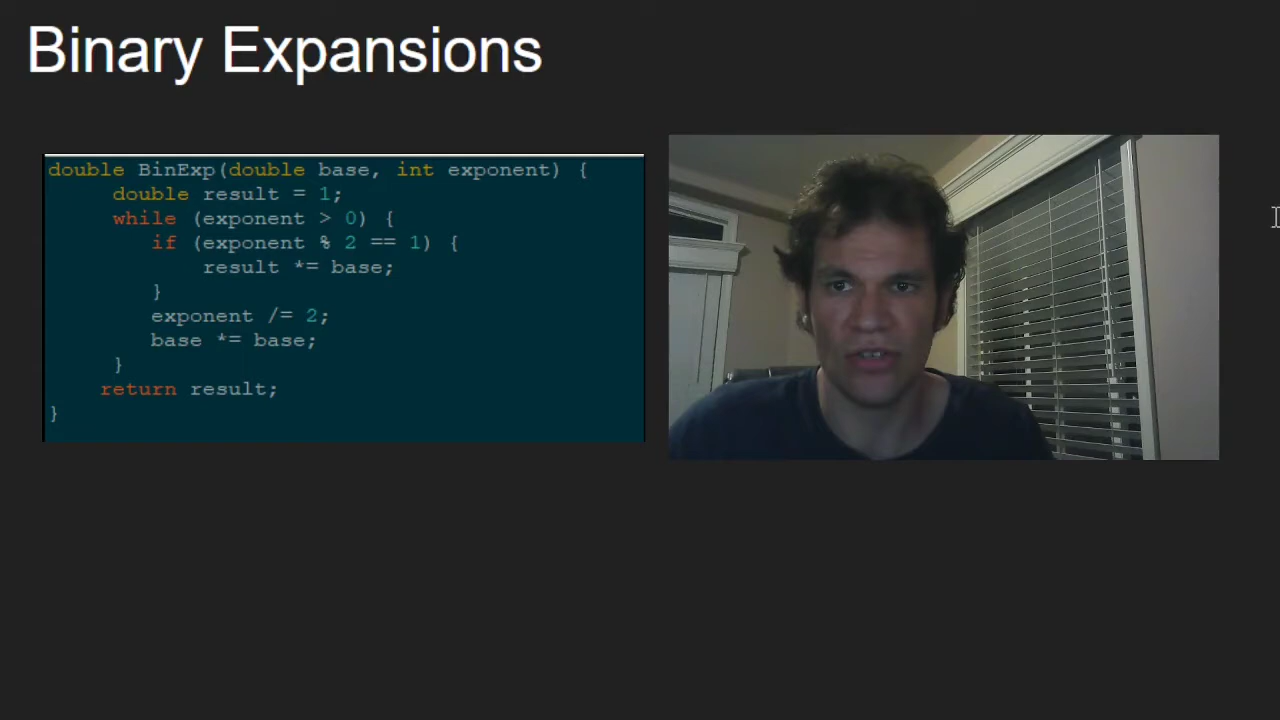 Binary Expansions
double BinExp(double base, int exponent) {
double result = 1;
while (exponent > 0) {
if (exponent % 2 == 1) {
result *= base;
}
exponent /= 2;
base *= base;
}
return result;
}